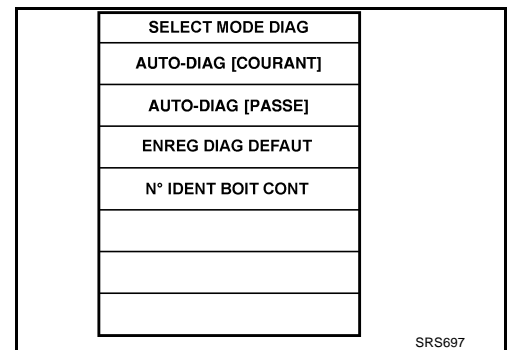 SELECT MODE DIAG
AUTO-DIAG [COURANT]
AUTO-DIAG [PASSE]
ENREG DIAG DEFAUT
N° IDENT BOIT CONT
SRS697